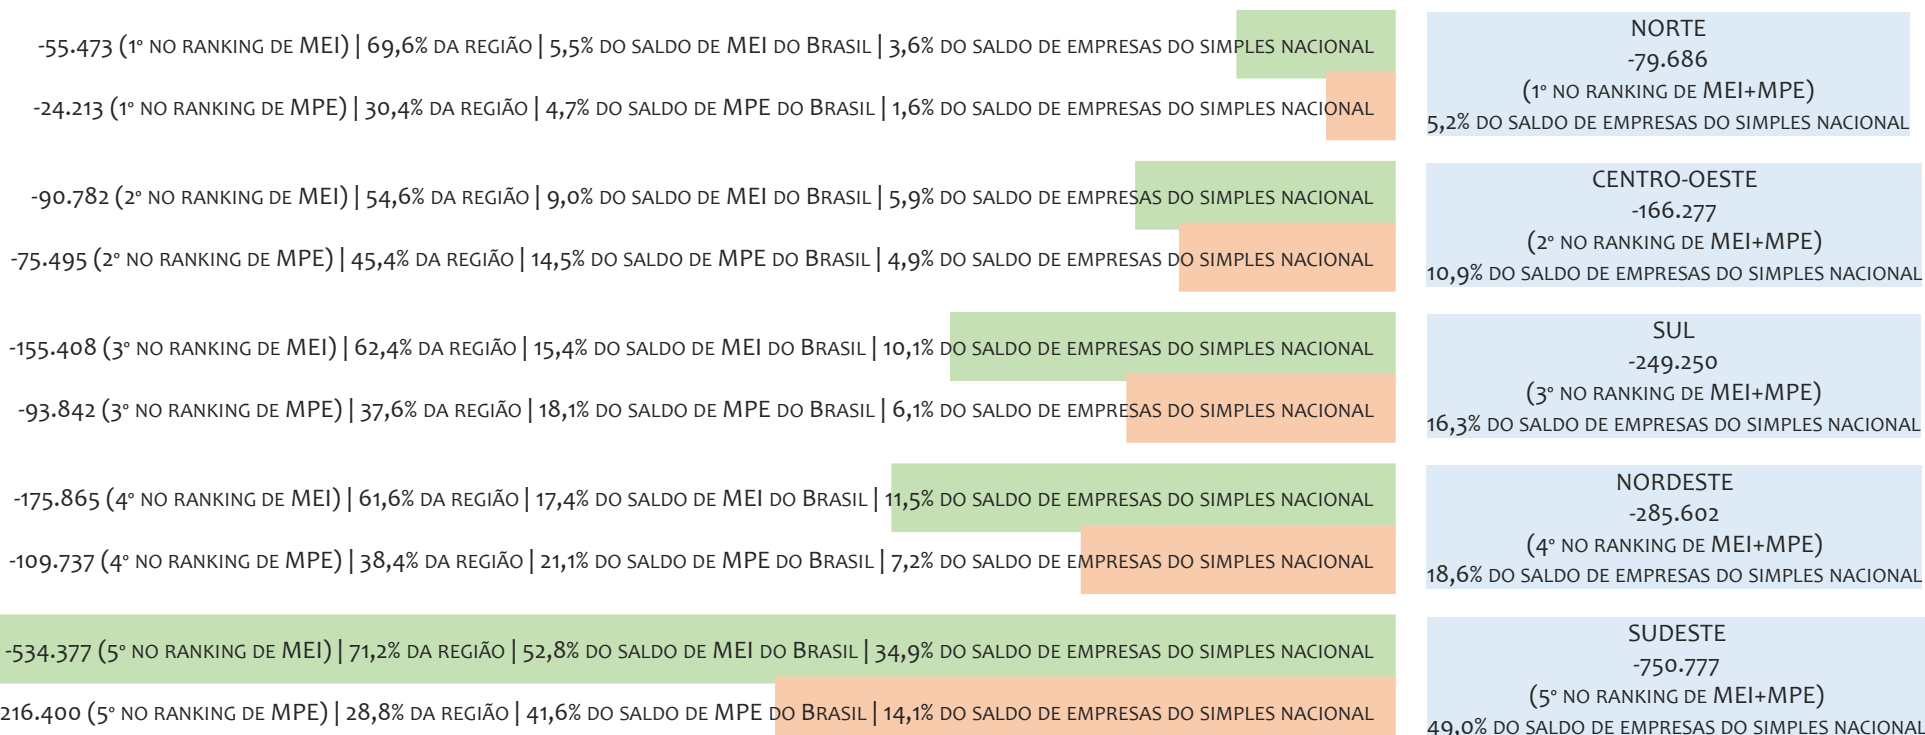 -55.473 (1º NO RANKING DE MEI) | 69,6% DA REGIÃO | 5,5% DO SALDO DE MEI DO BRASIL | 3,6% DO SALDO DE EMPRESAS DO SIMPLES NACIONAL
-24.213 (1º NO RANKING DE MPE) | 30,4% DA REGIÃO | 4,7% DO SALDO DE MPE DO BRASIL | 1,6% DO SALDO DE EMPRESAS DO SIMPLES NACIONAL
NORTE
-79.686
(1º NO RANKING DE MEI+MPE)
5,2% DO SALDO DE EMPRESAS DO SIMPLES NACIONAL
-90.782 (2º NO RANKING DE MEI) | 54,6% DA REGIÃO | 9,0% DO SALDO DE MEI DO BRASIL | 5,9% DO SALDO DE EMPRESAS DO SIMPLES NACIONAL
-75.495 (2º NO RANKING DE MPE) | 45,4% DA REGIÃO | 14,5% DO SALDO DE MPE DO BRASIL | 4,9% DO SALDO DE EMPRESAS DO SIMPLES NACIONAL
CENTRO-OESTE
-166.277
(2º NO RANKING DE MEI+MPE)
10,9% DO SALDO DE EMPRESAS DO SIMPLES NACIONAL
-155.408 (3º NO RANKING DE MEI) | 62,4% DA REGIÃO | 15,4% DO SALDO DE MEI DO BRASIL | 10,1% DO SALDO DE EMPRESAS DO SIMPLES NACIONAL
-93.842 (3º NO RANKING DE MPE) | 37,6% DA REGIÃO | 18,1% DO SALDO DE MPE DO BRASIL | 6,1% DO SALDO DE EMPRESAS DO SIMPLES NACIONAL
SUL
-249.250
(3º NO RANKING DE MEI+MPE)
16,3% DO SALDO DE EMPRESAS DO SIMPLES NACIONAL
-175.865 (4º NO RANKING DE MEI) | 61,6% DA REGIÃO | 17,4% DO SALDO DE MEI DO BRASIL | 11,5% DO SALDO DE EMPRESAS DO SIMPLES NACIONAL
-109.737 (4º NO RANKING DE MPE) | 38,4% DA REGIÃO | 21,1% DO SALDO DE MPE DO BRASIL | 7,2% DO SALDO DE EMPRESAS DO SIMPLES NACIONAL
NORDESTE
-285.602
(4º NO RANKING DE MEI+MPE)
18,6% DO SALDO DE EMPRESAS DO SIMPLES NACIONAL
-534.377 (5º NO RANKING DE MEI) | 71,2% DA REGIÃO | 52,8% DO SALDO DE MEI DO BRASIL | 34,9% DO SALDO DE EMPRESAS DO SIMPLES NACIONAL
216.400 (5º NO RANKING DE MPE) | 28,8% DA REGIÃO | 41,6% DO SALDO DE MPE DO BRASIL | 14,1% DO SALDO DE EMPRESAS DO SIMPLES NACIONAL
SUDESTE
-750.777
(5º NO RANKING DE MEI+MPE)
49,0% DO SALDO DE EMPRESAS DO SIMPLES NACIONAL